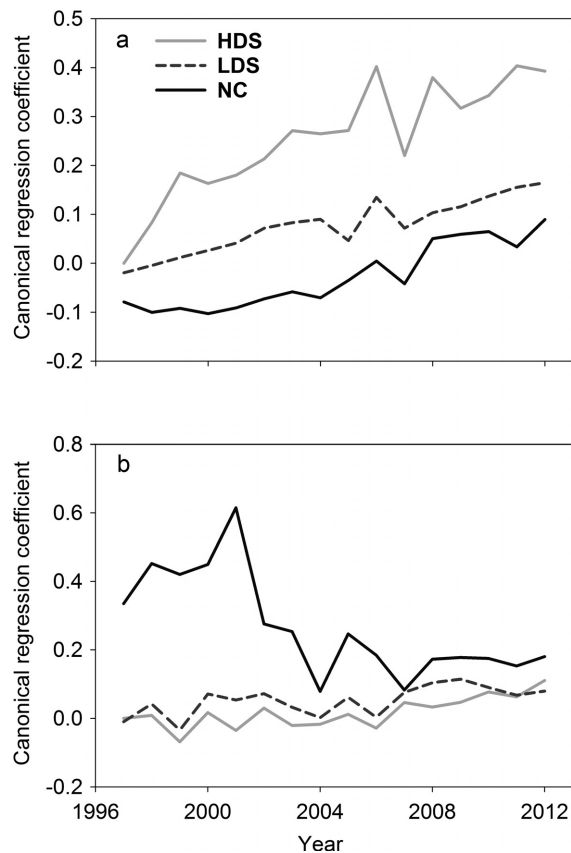 a
HDS
LDS
NC
Canonical regression coefficient
0.5
0.4
0.3
0.2
0.1
0.0
-0.1
-0.2
b
Canonical regression coefficient
0.8
0.6
0.4
0.2
0.0
-0.2
1996 2000 2004 2008 2012
Year